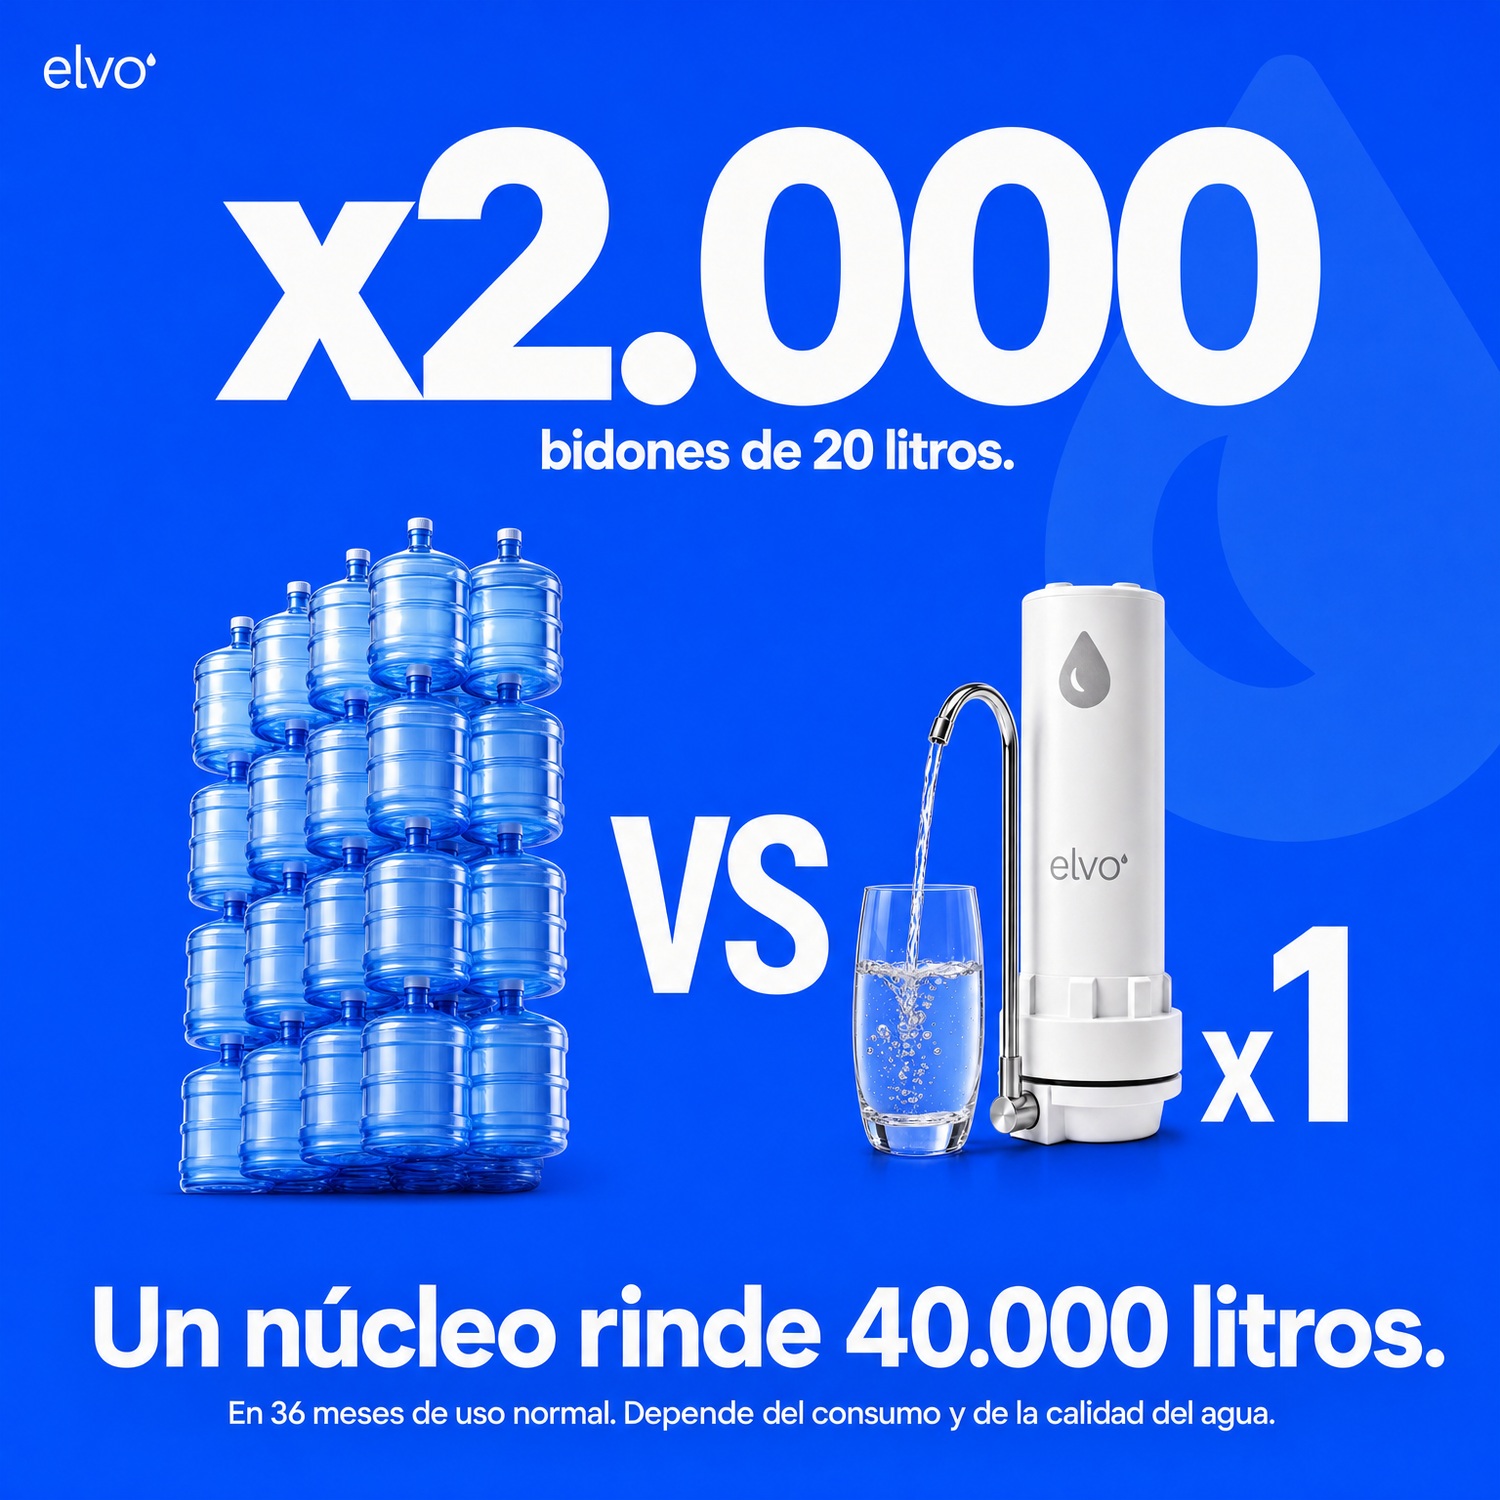 elvo
x2.000
bidones de 20 litros.
VS
elvo
x1
Un núcleo rinde 40.000 litros.
En 36 meses de uso normal. Depende del consumo y de la calidad del agua.